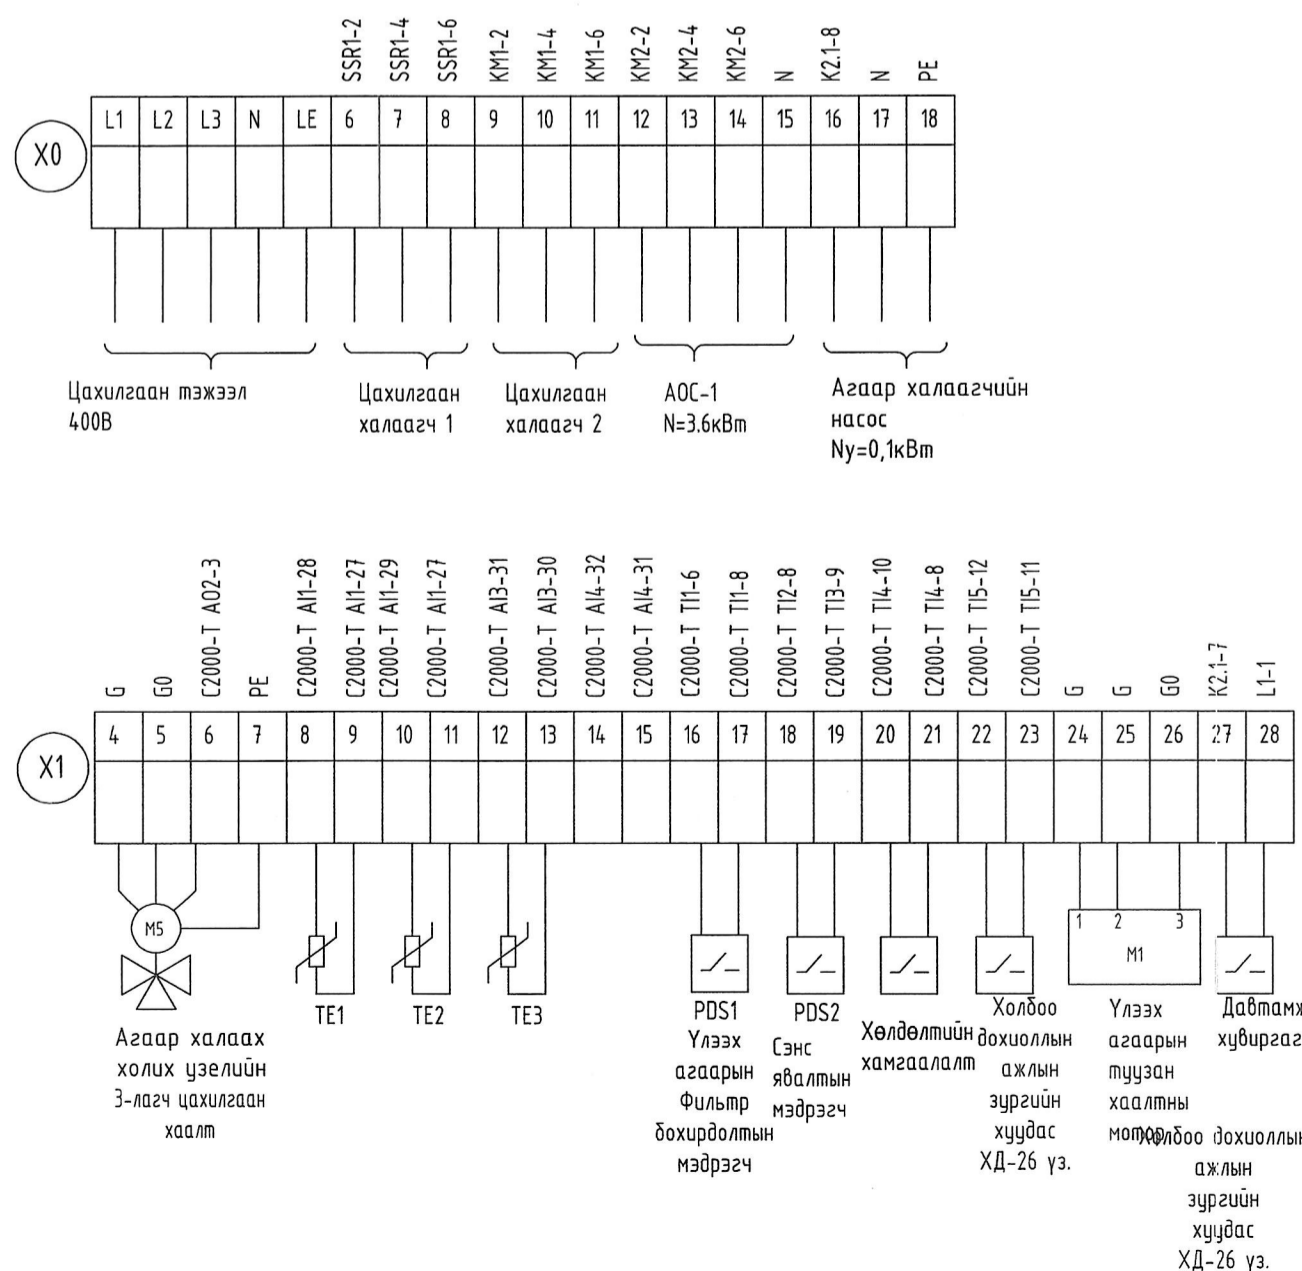 SSR1-2 SSR1-4 SSR1-6 KM1-2 KM1-4 KM1-6 KM2-2 KM2-4 KM2-6 N K2.1-8 N PE
X0
L1 L2 L3 N LE 6 7 8 9 10 11 12 13 14 15 16 17 18
Цахилгаан тэжээл
400В
Цахилгаан
халаагч 1
Цахилгаан
халаагч 2
АОС-1
N=3.6кВт
Агаар халаагчийн
насос
Ny=0,1кВт
G G0 C2000-T AO2-3 PE C2000-T AI1-28 C2000-T AI1-27 C2000-T AI1-29 C2000-T AI1-27 C2000-T AI3-31 C2000-T AI3-30 C2000-T AI4-32 C2000-T AI4-31 C2000-T TI1-6 C2000-T TI1-8 C2000-T TI2-8 C2000-T TI3-9 C2000-T TI4-10 C2000-T TI4-8 C2000-T TI5-12 C2000-T TI5-11 G G G0 K2.1-7 L1-1
X1
4 5 6 7 8 9 10 11 12 13 14 15 16 17 18 19 20 21 22 23 24 25 26 27 28
M5
Агаар халаах
холих узелийн
3-лагч цахилгаан
хаалт
TE1
TE2
TE3
PDS1
Үлээх
агаарын
Фильтр
бохирдолтын
мэдрэгч
PDS2
Сэнс
явалтын
мэдрэгч
Хөлдөлтийн
хамгаалалт
Холбоо
дохиоллын
ажлын
зургийн
хуудас
ХД-26 үз.
1 2 3
M1
Үлээх
агаарын
туузан
хаалтны
мотор
Давтамж
хувиргаг
Холбоо дохиоллын
ажлын
зургийн
хуудас
ХД-26 үз.